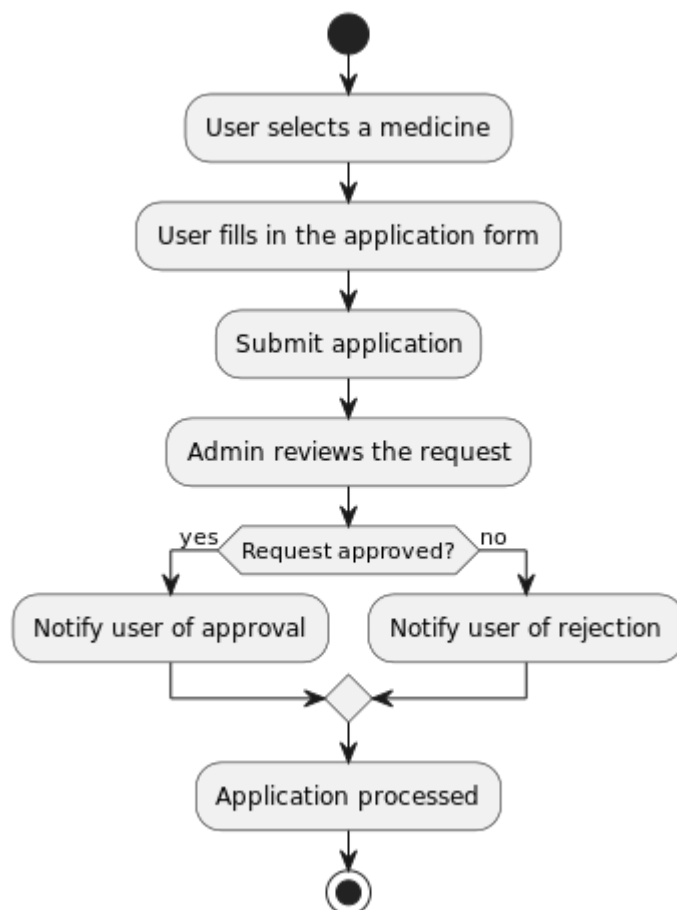 User selects a medicine
User fills in the application form
Submit application
Admin reviews the request
yes
Request approved?
no
Notify user of approval
Notify user of rejection
Application processed